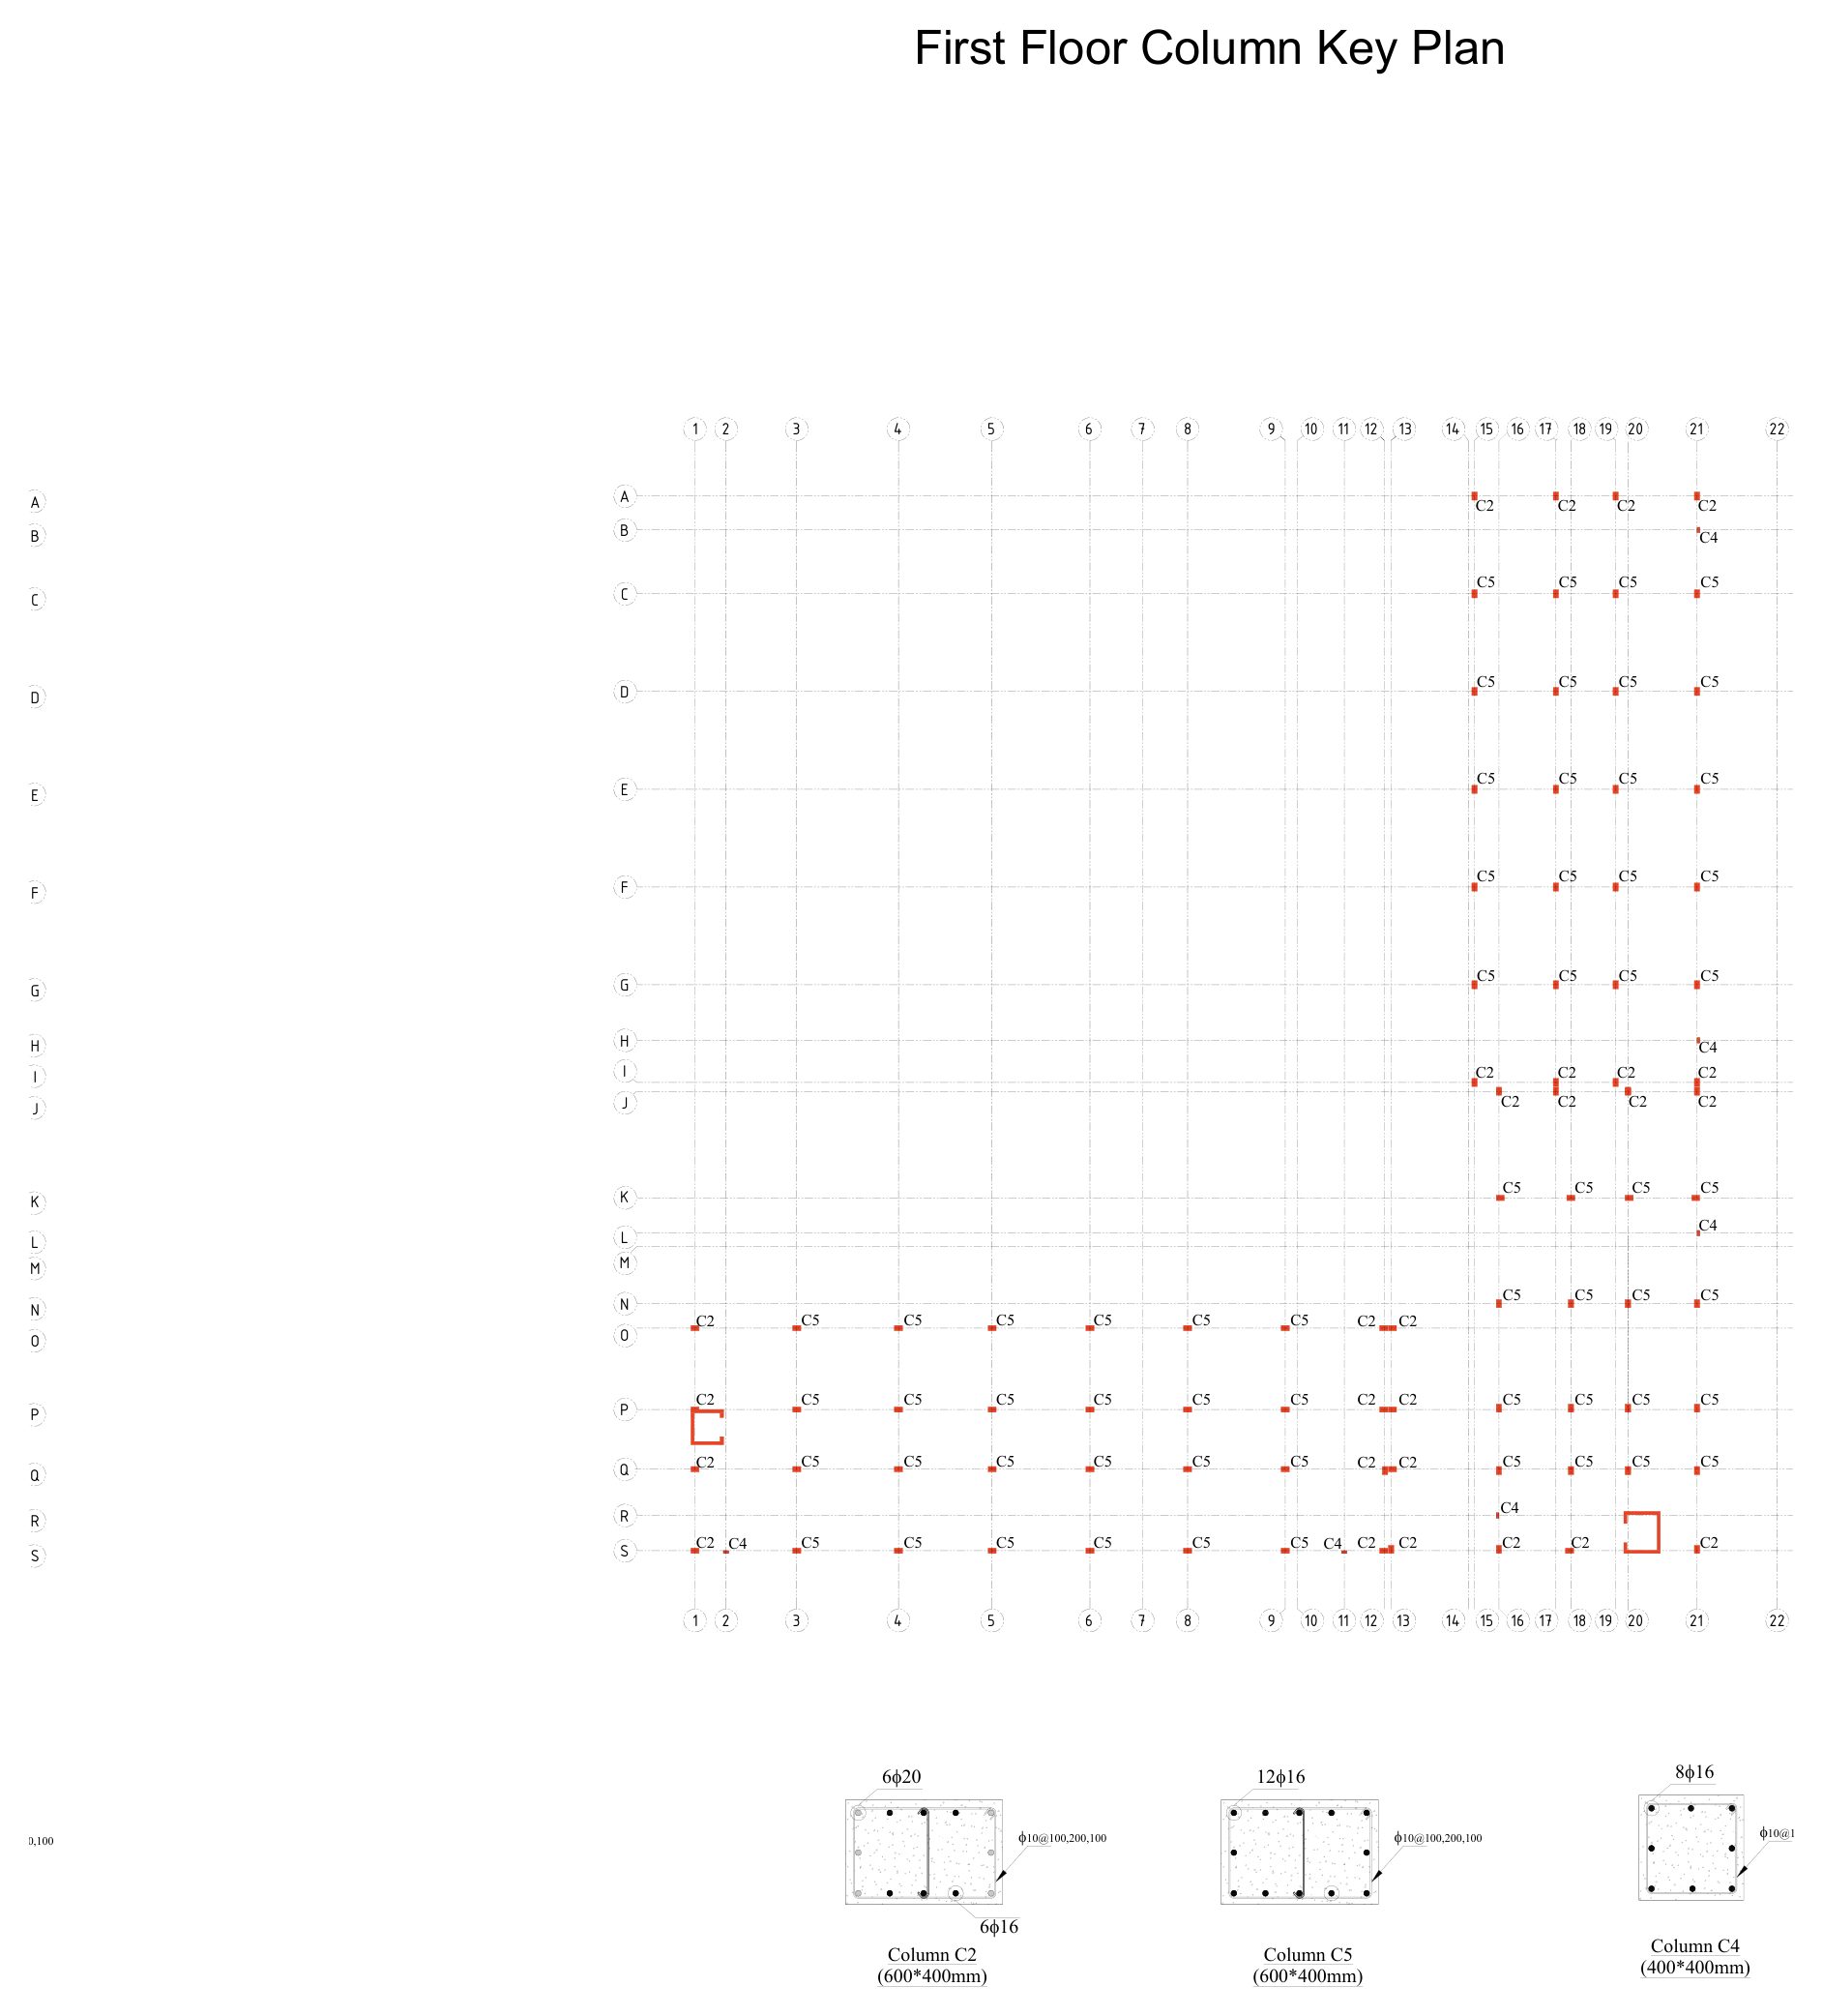 First Floor Column Key Plan
1 2 3 4 5 6 7 8 9 10 11 12 13 14 15 16 17 18 19 20 21 22
A A
C2 C2 C2 C2
B B
C4
C5 C5 C5 C5
C C
C5 C5 C5 C5
D D
C5 C5 C5 C5
E E
C5 C5 C5 C5
F F
C5 C5 C5 C5
G G
H H
C4
I I
C2 C2 C2 C2
J J
C2 C2 C2 C2
C5 C5 C5 C5
K K
C4
L L
M M
C5 C5 C5 C5
N N
C2 C5 C5 C5 C5 C5 C5 C2 C2
O O
C2 C5 C5 C5 C5 C5 C5 C2 C2 C5 C5 C5 C5
P P
C2 C5 C5 C5 C5 C5 C5 C2 C2 C5 C5 C5 C5
Q Q
C4
R R
C2 C4 C5 C5 C5 C5 C5 C5 C4 C2 C2 C2 C2 C2
S S
1 2 3 4 5 6 7 8 9 10 11 12 13 14 15 16 17 18 19 20 21 22
6ϕ20 12ϕ16 8ϕ16
0,100 ϕ10@100,200,100 ϕ10@100,200,100 ϕ10@1
6ϕ16
Column C2
(600*400mm)
Column C5
(600*400mm)
Column C4
(400*400mm)